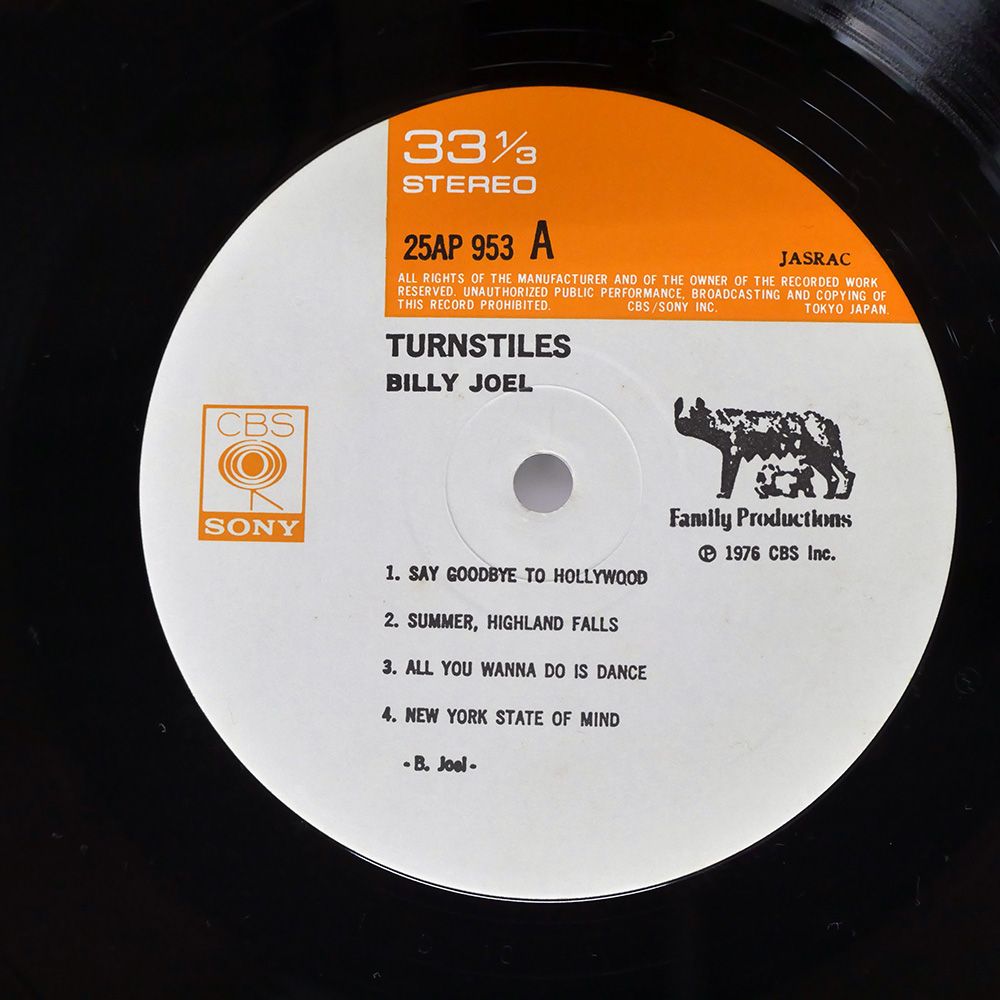 33 1/3
STEREO
25AP 953 A
JASRAC
ALL RIGHTS OF THE MANUFACTURER AND OF THE OWNER OF THE RECORDED WORK
RESERVED. UNAUTHORIZED PUBLIC PERFORMANCE, BROADCASTING AND COPYING OF
THIS RECORD PROHIBITED. CBS/SONY INC. TOKYO JAPAN.
TURNSTILES
BILLY JOEL
CBS
SONY
Family Productions
℗ 1976 CBS Inc.
1. SAY GOODBYE TO HOLLYWOOD
2. SUMMER, HIGHLAND FALLS
3. ALL YOU WANNA DO IS DANCE
4. NEW YORK STATE OF MIND
- B. Joel -